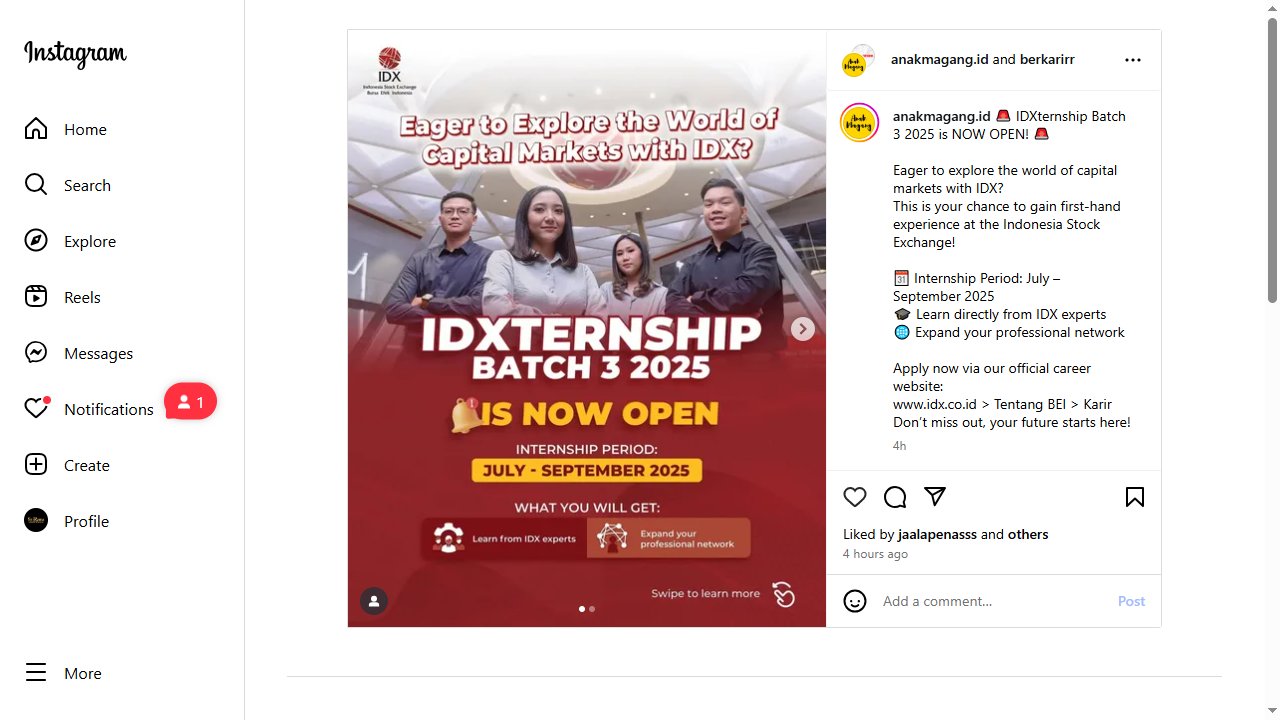 Instagram
Home
Search
Explore
Reels
Messages
Notifications
1
Create
Profile
More
IDX
Indonesia Stock Exchange
Bursa Efek Indonesia
Eager to Explore the World of
Capital Markets with IDX?
IDXTERNSHIP
BATCH 3 2025
IS NOW OPEN
INTERNSHIP PERIOD:
JULY - SEPTEMBER 2025
WHAT YOU WILL GET:
Learn from IDX experts
Expand your
professional network
Swipe to learn more
anakmagang.id and berkarirr
anakmagang.id 🚨 IDXternship Batch
3 2025 is NOW OPEN! 🚨
Eager to explore the world of capital
markets with IDX?
This is your chance to gain first-hand
experience at the Indonesia Stock
Exchange!
📅 Internship Period: July –
September 2025
🎓 Learn directly from IDX experts
🌐 Expand your professional network
Apply now via our official career
website:
www.idx.co.id > Tentang BEI > Karir
Don't miss out, your future starts here!
4h
Liked by jaalapenasss and others
4 hours ago
Add a comment...
Post